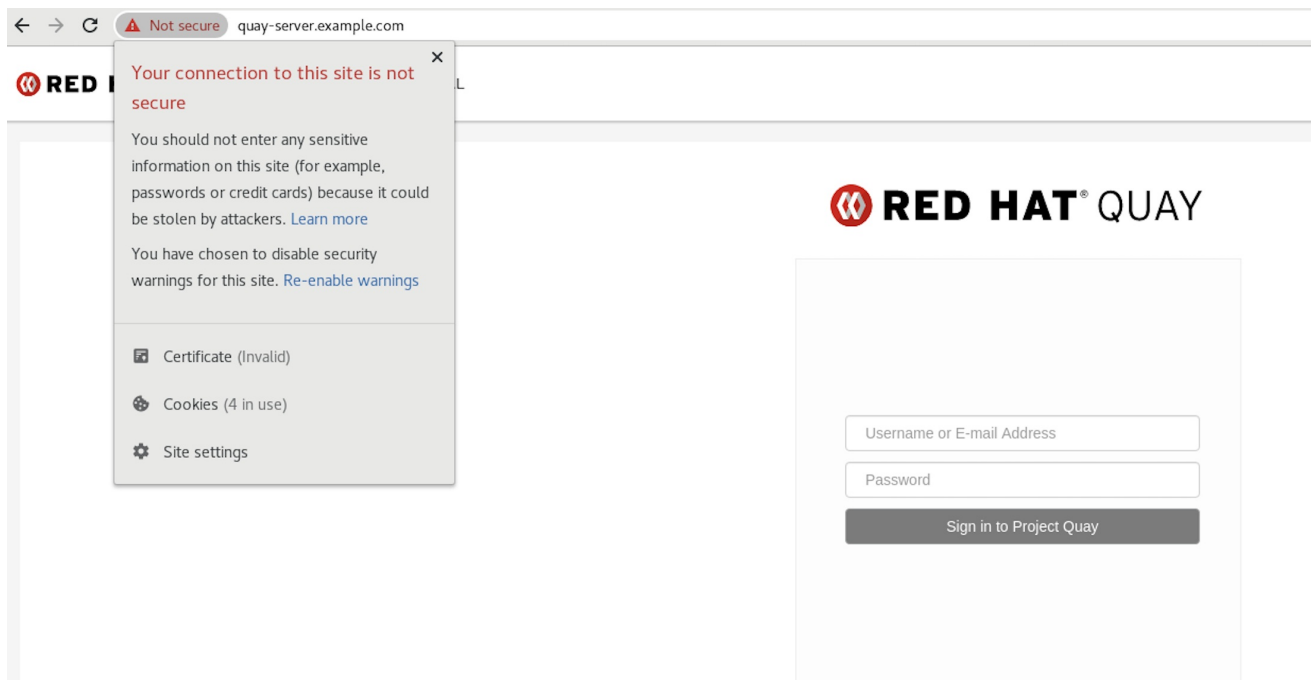 Not secure quay-server.example.com
RED
L
Your connection to this site is not
secure
You should not enter any sensitive
information on this site (for example,
passwords or credit cards) because it could
be stolen by attackers. Learn more
You have chosen to disable security
warnings for this site. Re-enable warnings
Certificate (Invalid)
Cookies (4 in use)
Site settings
RED HAT® QUAY
Username or E-mail Address
Password
Sign in to Project Quay